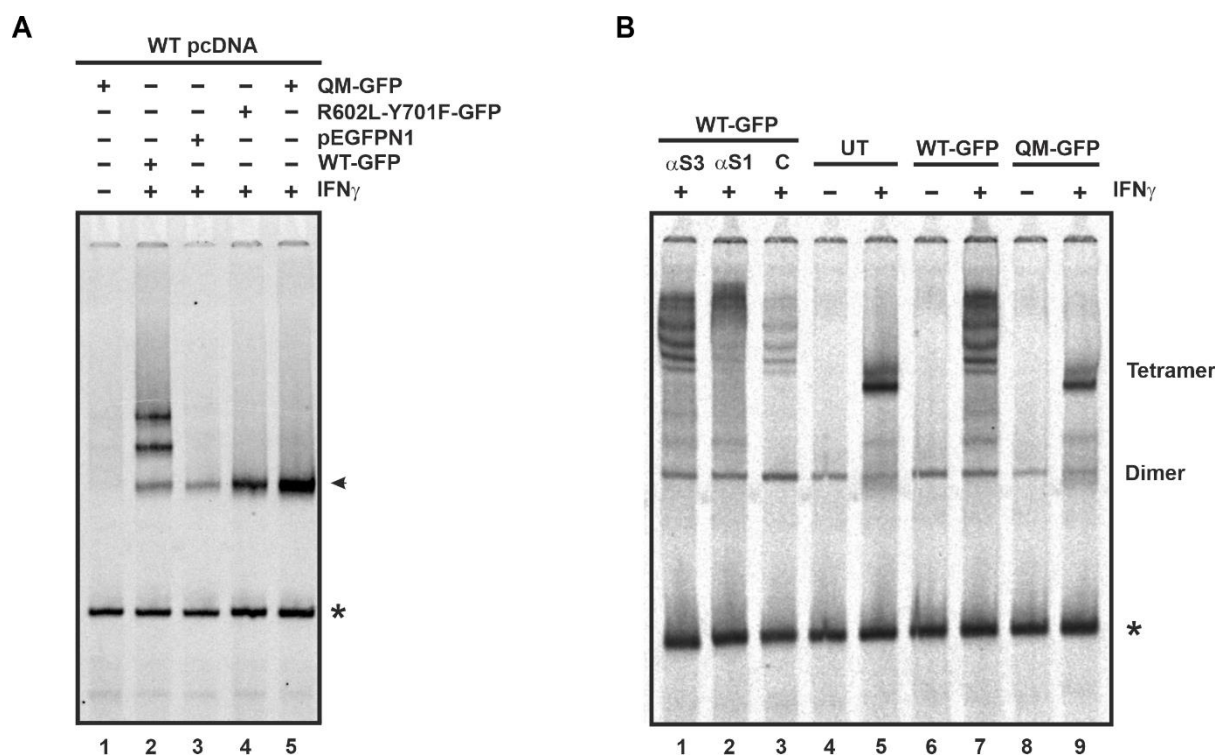 A
WT pcDNA
+ − − − + QM-GFP
− − − + − R602L-Y701F-GFP
− − + − − pEGFPN1
− + − − − WT-GFP
− + + + + IFNγ
*
1 2 3 4 5
B
WT-GFP UT WT-GFP QM-GFP
αS3 αS1 C
+ + + − + − + − + IFNγ
Tetramer
Dimer
*
1 2 3 4 5 6 7 8 9